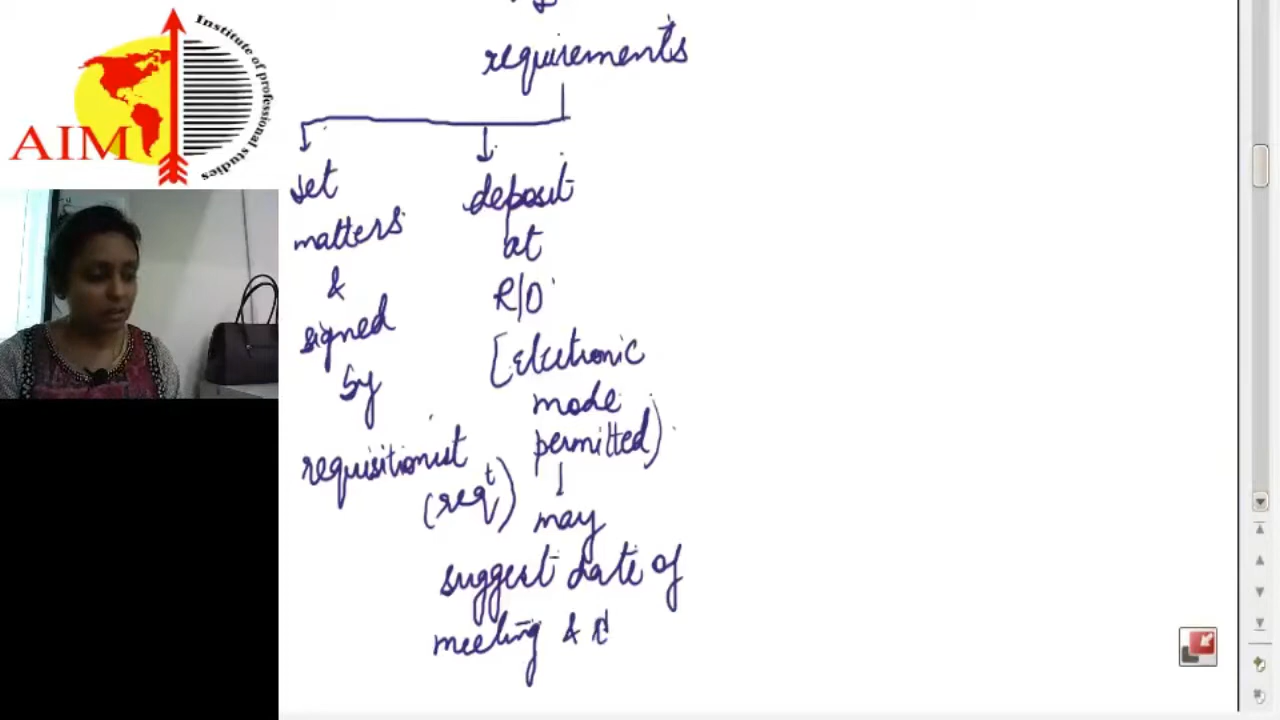 Institute of professional studies
AIM
requirements
set
matters
&
signed
by
requisitionist
(reqt)
deposit
at
R/O
[electronic
mode
permitted)
may
suggest date of
meeting &